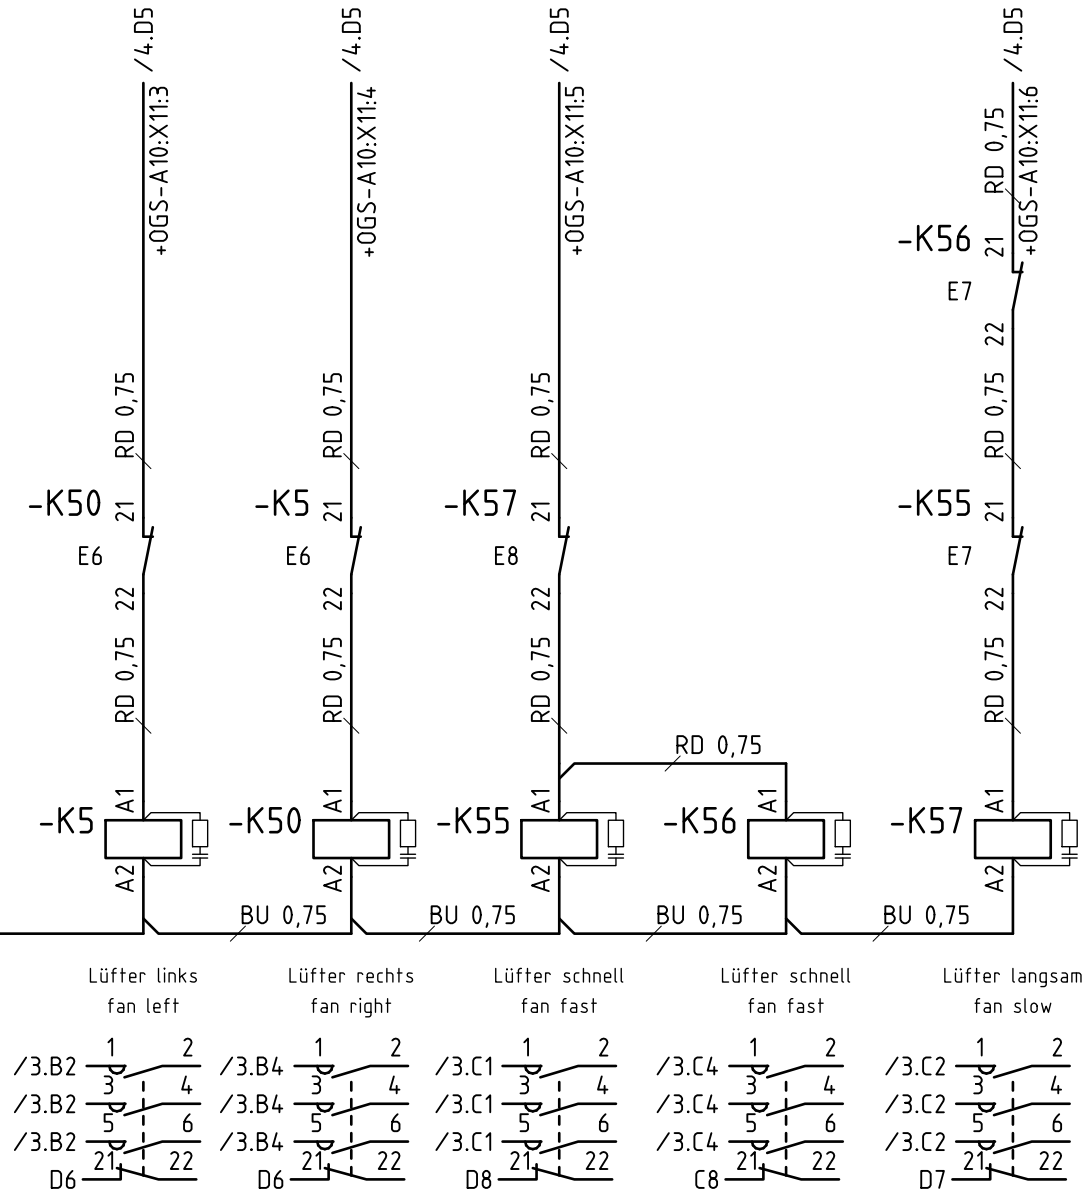 /4.D5
/4.D5
/4.D5
/4.D5
+0GS-A10:X11:3
+0GS-A10:X11:4
+0GS-A10:X11:5
RD 0,75
+0GS-A10:X11:6
-K56
21
E7
22
RD 0,75
RD 0,75
RD 0,75
RD 0,75
-K50
21
-K5
21
-K57
21
-K55
21
E6
E6
E8
E7
22
22
22
22
RD 0,75
RD 0,75
RD 0,75
RD 0,75
RD 0,75
A1
A1
A1
A1
A1
-K5
-K50
-K55
-K56
-K57
A2
A2
A2
A2
A2
BU 0,75
BU 0,75
BU 0,75
BU 0,75
Lüfter links
fan left
Lüfter rechts
fan right
Lüfter schnell
fan fast
Lüfter schnell
fan fast
Lüfter langsam
fan slow
/3.B2 1 2
/3.B2 3 4
/3.B2 5 6
D6 21 22
/3.B4 1 2
/3.B4 3 4
/3.B4 5 6
D6 21 22
/3.C1 1 2
/3.C1 3 4
/3.C1 5 6
D8 21 22
/3.C4 1 2
/3.C4 3 4
/3.C4 5 6
C8 21 22
/3.C2 1 2
/3.C2 3 4
/3.C2 5 6
D7 21 22